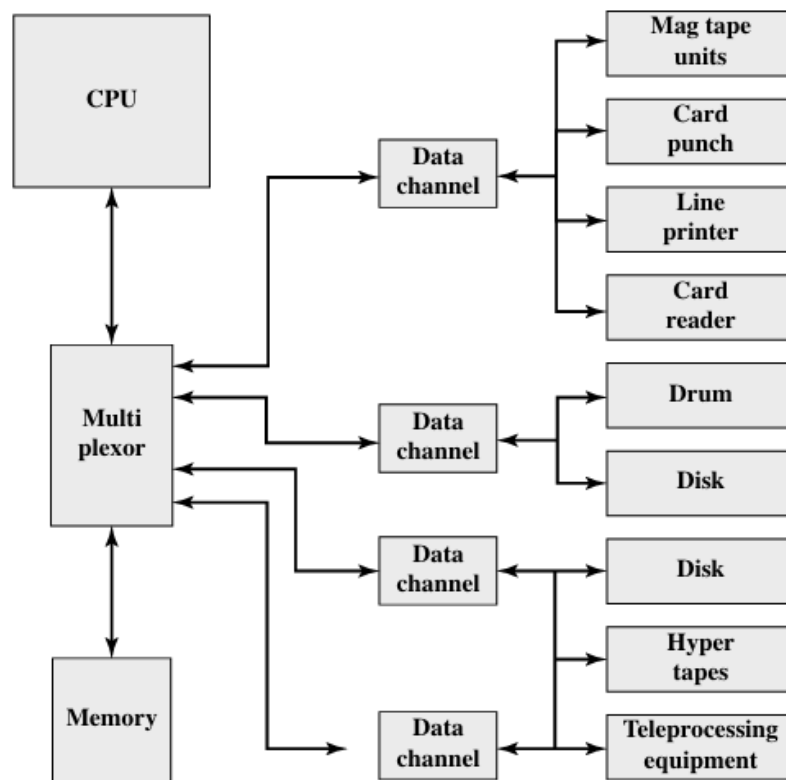 CPU
Multi
plexor
Memory
Data
channel
Data
channel
Data
channel
Data
channel
Mag tape
units
Card
punch
Line
printer
Card
reader
Drum
Disk
Disk
Hyper
tapes
Teleprocessing
equipment